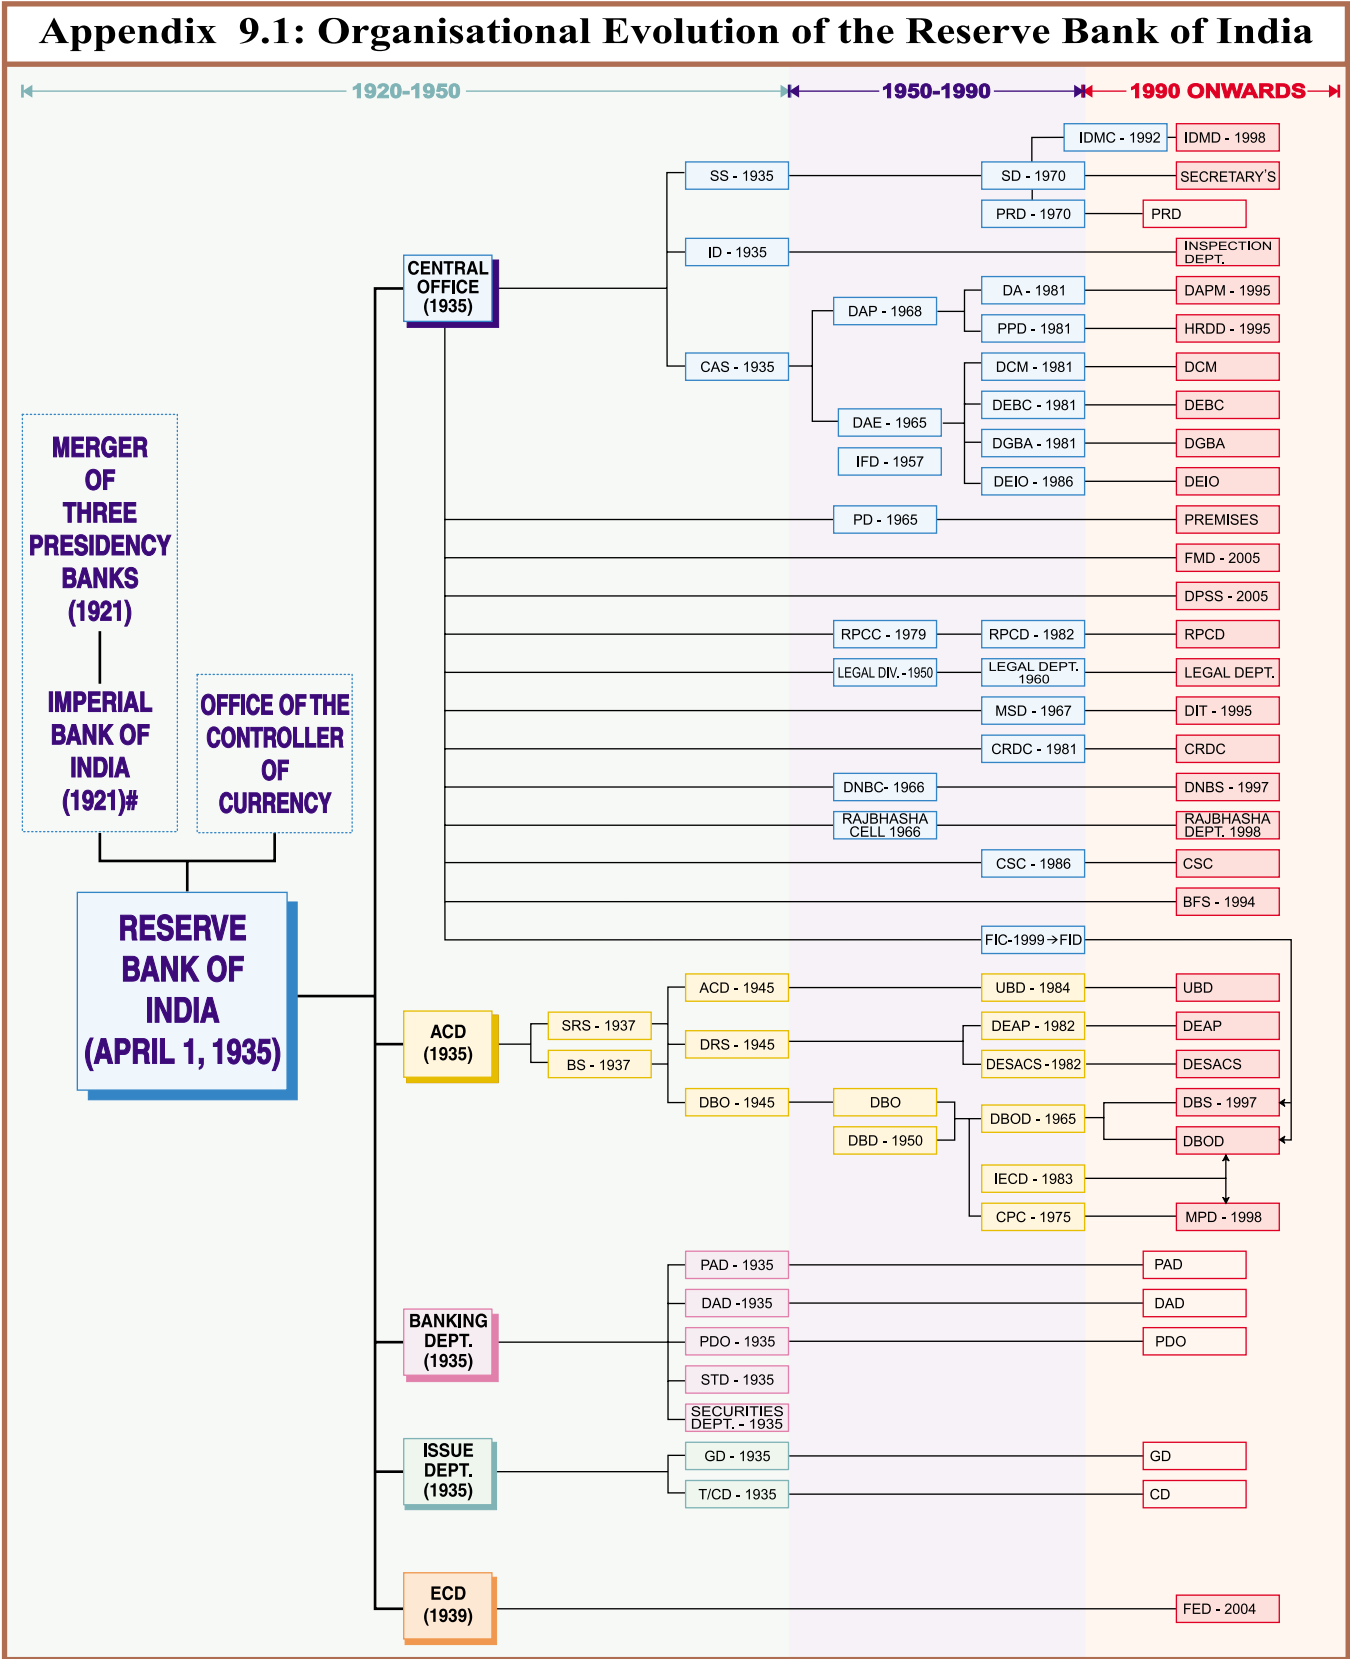 Appendix 9.1: Organisational Evolution of the Reserve Bank of India
1920-1950
1950-1990
1990 ONWARDS
IDMC - 1992
IDMD - 1998
SS - 1935
SD - 1970
SECRETARY'S
PRD - 1970
PRD
ID - 1935
INSPECTION
DEPT.
CENTRAL
OFFICE
(1935)
DA - 1981
DAPM - 1995
DAP - 1968
PPD - 1981
HRDD - 1995
CAS - 1935
DCM - 1981
DCM
DEBC - 1981
DEBC
DAE - 1965
DGBA - 1981
DGBA
IFD - 1957
DEIO - 1986
DEIO
PD - 1965
PREMISES
FMD - 2005
DPSS - 2005
RPCC - 1979
RPCD - 1982
RPCD
LEGAL DIV. - 1950
LEGAL DEPT.
1960
LEGAL DEPT.
MSD - 1967
DIT - 1995
CRDC - 1981
CRDC
DNBC- 1966
DNBS - 1997
RAJBHASHA
CELL 1966
RAJBHASHA
DEPT. 1998
CSC - 1986
CSC
BFS - 1994
FIC-1999→FID
MERGER
OF
THREE
PRESIDENCY
BANKS
(1921)
IMPERIAL
BANK OF
INDIA
(1921)#
OFFICE OF THE
CONTROLLER
OF
CURRENCY
RESERVE
BANK OF
INDIA
(APRIL 1, 1935)
ACD
(1935)
SRS - 1937
BS - 1937
ACD - 1945
UBD - 1984
UBD
DRS - 1945
DEAP - 1982
DEAP
DESACS - 1982
DESACS
DBO - 1945
DBO
DBD - 1950
DBOD - 1965
DBS - 1997
DBOD
IECD - 1983
CPC - 1975
MPD - 1998
BANKING
DEPT.
(1935)
PAD - 1935
PAD
DAD -1935
DAD
PDO - 1935
PDO
STD - 1935
SECURITIES
DEPT. - 1935
ISSUE
DEPT.
(1935)
GD - 1935
GD
T/CD - 1935
CD
ECD
(1939)
FED - 2004